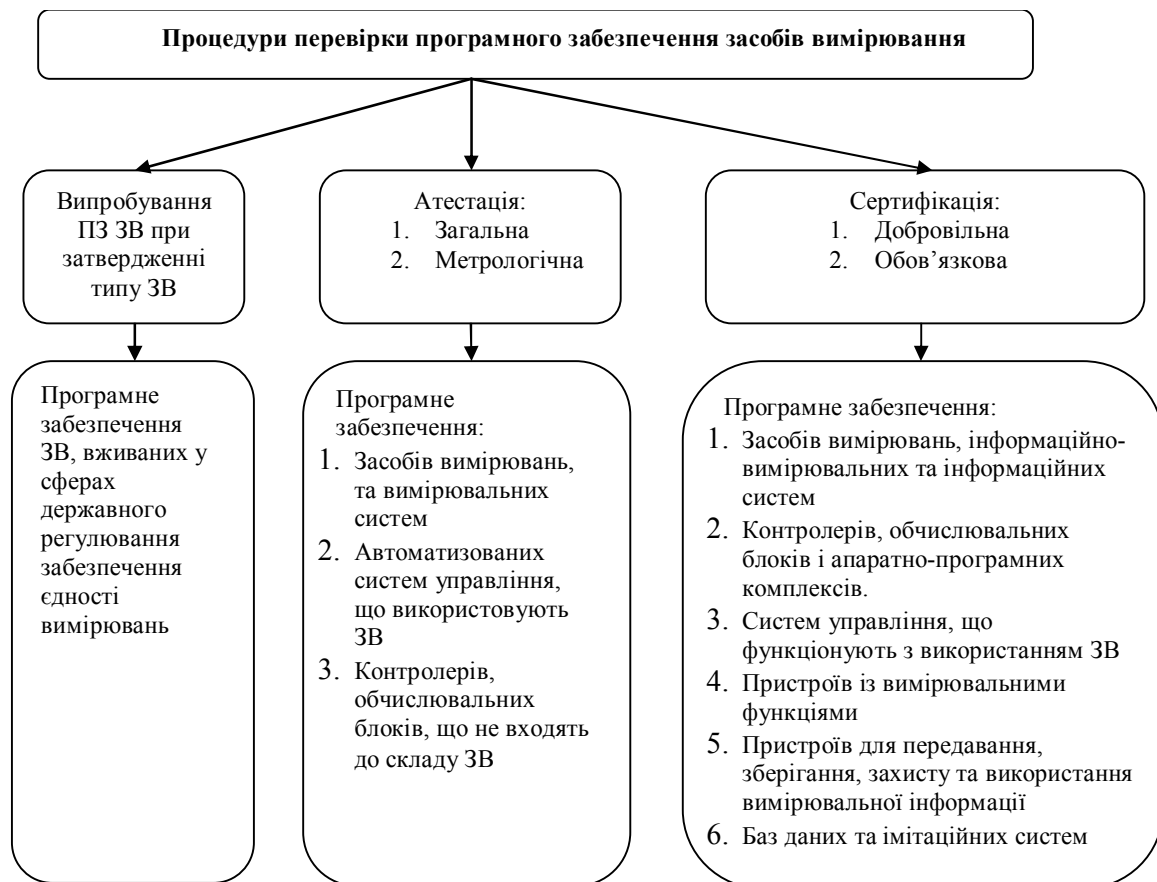 Процедури перевірки програмного забезпечення засобів вимірювання
Випробування
ПЗ ЗВ при
затвердженні
типу ЗВ
Атестація:
1. Загальна
2. Метрологічна
Сертифікація:
1. Добровільна
2. Обов’язкова
Програмне
забезпечення
ЗВ, вживаних у
сферах
державного
регулювання
забезпечення
єдності
вимірювань
Програмне
забезпечення:
1. Засобів вимірювань,
та вимірювальних
систем
2. Автоматизованих
систем управління,
що використовують
ЗВ
3. Контролерів,
обчислювальних
блоків, що не входять
до складу ЗВ
Програмне забезпечення:
1. Засобів вимірювань, інформаційно-
вимірювальних та інформаційних
систем
2. Контролерів, обчислювальних
блоків і апаратно-програмних
комплексів.
3. Систем управління, що
функціонують з використанням ЗВ
4. Пристроїв із вимірювальними
функціями
5. Пристроїв для передавання,
зберігання, захисту та використання
вимірювальної інформації
6. Баз даних та імітаційних систем